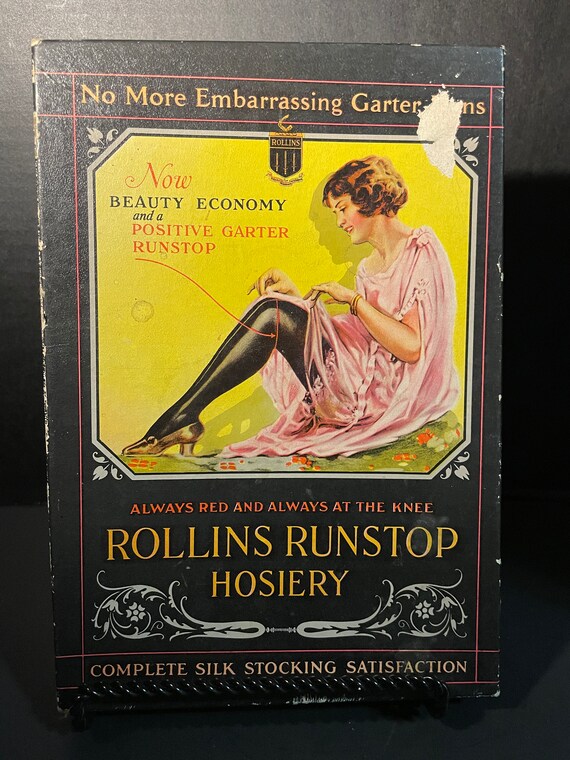 No More Embarrassing Garter
ROLLINS
Now
BEAUTY ECONOMY
and a
POSITIVE GARTER
RUNSTOP
ALWAYS RED AND ALWAYS AT THE KNEE
ROLLINS RUNSTOP
HOSIERY
COMPLETE SILK STOCKING SATISFACTION